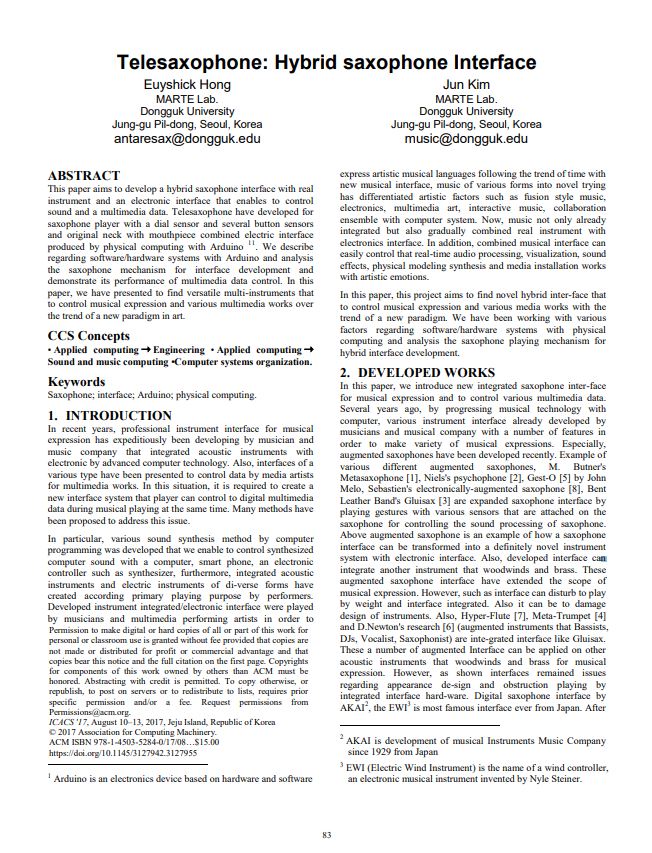 Telesaxophone: Hybrid saxophone Interface
Euyshick Hong
MARTE Lab.
Dongguk University
Jung-gu Pil-dong, Seoul, Korea
antaresax@dongguk.edu
Jun Kim
MARTE Lab.
Dongguk University
Jung-gu Pil-dong, Seoul, Korea
music@dongguk.edu
ABSTRACT
This paper aims to develop a hybrid saxophone interface with real
instrument and an electronic interface that enables to control
sound and a multimedia data. Telesaxophone have developed for
saxophone player with a dial sensor and several button sensors
and original neck with mouthpiece combined electric interface
produced by physical computing with Arduino 11. We describe
regarding software/hardware systems with Arduino and analysis
the saxophone mechanism for interface development and
demonstrate its performance of multimedia data control. In this
paper, we have presented to find versatile multi-instruments that
to control musical expression and various multimedia works over
the trend of a new paradigm in art.
CCS Concepts
• Applied computing → Engineering • Applied computing →
Sound and music computing •Computer systems organization.
Keywords
Saxophone; interface; Arduino; physical computing.
1. INTRODUCTION
In recent years, professional instrument interface for musical
expression has expeditiously been developing by musician and
music company that integrated acoustic instruments with
electronic by advanced computer technology. Also, interfaces of a
various type have been presented to control data by media artists
for multimedia works. In this situation, it is required to create a
new interface system that player can control to digital multimedia
data during musical playing at the same time. Many methods have
been proposed to address this issue.
In particular, various sound synthesis method by computer
programming was developed that we enable to control synthesized
computer sound with a computer, smart phone, an electronic
controller such as synthesizer, furthermore, integrated acoustic
instruments and electric instruments of di-verse forms have
created according primary playing purpose by performers.
Developed instrument integrated/electronic interface were played
by musicians and multimedia performing artists in order to
Permission to make digital or hard copies of all or part of this work for
personal or classroom use is granted without fee provided that copies are
not made or distributed for profit or commercial advantage and that
copies bear this notice and the full citation on the first page. Copyrights
for components of this work owned by others than ACM must be
honored. Abstracting with credit is permitted. To copy otherwise, or
republish, to post on servers or to redistribute to lists, requires prior
specific permission and/or a fee. Request permissions from
Permissions@acm.org.
ICACS '17, August 10–13, 2017, Jeju Island, Republic of Korea
© 2017 Association for Computing Machinery.
ACM ISBN 978-1-4503-5284-0/17/08…$15.00
https://doi.org/10.1145/3127942.3127955
1 Arduino is an electronics device based on hardware and software
express artistic musical languages following the trend of time with
new musical interface, music of various forms into novel trying
has differentiated artistic factors such as fusion style music,
electronics, multimedia art, interactive music, collaboration
ensemble with computer system. Now, music not only already
integrated but also gradually combined real instrument with
electronics interface. In addition, combined musical interface can
easily control that real-time audio processing, visualization, sound
effects, physical modeling synthesis and media installation works
with artistic emotions.
In this paper, this project aims to find novel hybrid inter-face that
to control musical expression and various media works with the
trend of a new paradigm. We have been working with various
factors regarding software/hardware systems with physical
computing and analysis the saxophone playing mechanism for
hybrid interface development.
2. DEVELOPED WORKS
In this paper, we introduce new integrated saxophone inter-face
for musical expression and to control various multimedia data.
Several years ago, by progressing musical technology with
computer, various instrument interface already developed by
musicians and musical company with a number of features in
order to make variety of musical expressions. Especially,
augmented saxophones have been developed recently. Example of
various different augmented saxophones, M. Butner's
Metasaxophone [1], Niels's psychophone [2], Gest-O [5] by John
Melo, Sebastien's electronically-augmented saxophone [8], Bent
Leather Band's Gluisax [3] are expanded saxophone interface by
playing gestures with various sensors that are attached on the
saxophone for controlling the sound processing of saxophone.
Above augmented saxophone is an example of how a saxophone
interface can be transformed into a definitely novel instrument
system with electronic interface. Also, developed interface can
integrate another instrument that woodwinds and brass. These
augmented saxophone interface have extended the scope of
musical expression. However, such as interface can disturb to play
by weight and interface integrated. Also it can be to damage
design of instruments. Also, Hyper-Flute [7], Meta-Trumpet [4]
and D.Newton's research [6] (augmented instruments that Bassists,
DJs, Vocalist, Saxophonist) are inte-grated interface like Gluisax.
These a number of augmented Interface can be applied on other
acoustic instruments that woodwinds and brass for musical
expression. However, as shown interfaces remained issues
regarding appearance de-sign and obstruction playing by
integrated interface hard-ware. Digital saxophone interface by
AKAI2, the EWI3 is most famous interface ever from Japan. After
2 AKAI is development of musical Instruments Music Company
since 1929 from Japan
3 EWI (Electric Wind Instrument) is the name of a wind controller,
an electronic musical instrument invented by Nyle Steiner.
83